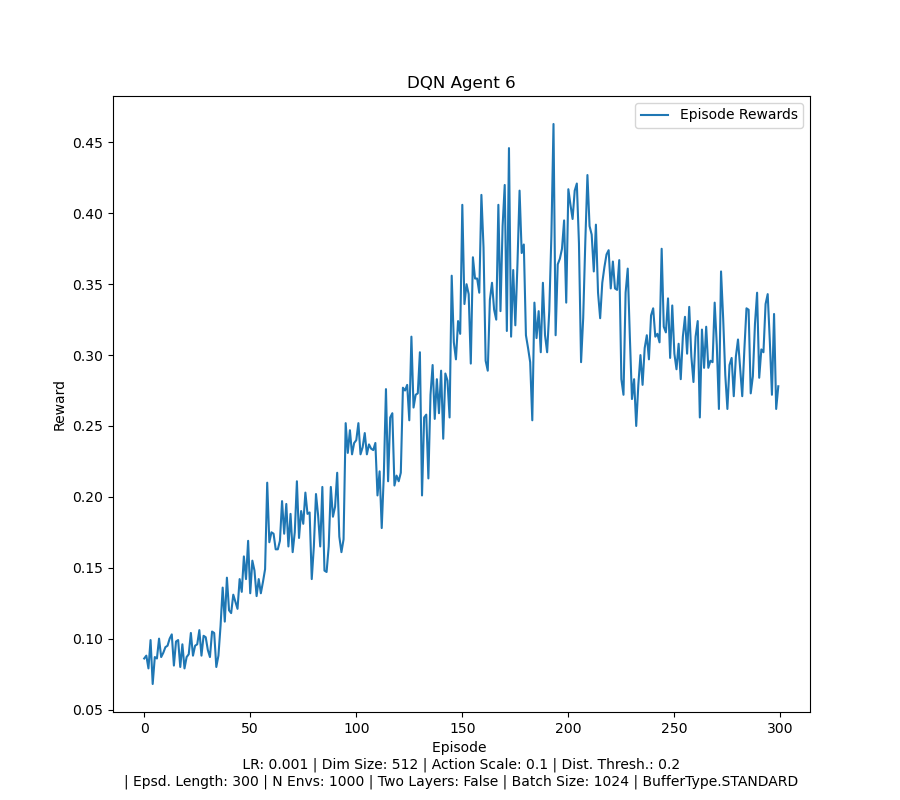 DQN Agent 6
Episode Rewards
0.45
0.40
0.35
0.30
0.25
0.20
0.15
0.10
0.05
Reward
0 50 100 150 200 250 300
Episode
LR: 0.001 | Dim Size: 512 | Action Scale: 0.1 | Dist. Thresh.: 0.2
| Epsd. Length: 300 | N Envs: 1000 | Two Layers: False | Batch Size: 1024 | BufferType.STANDARD